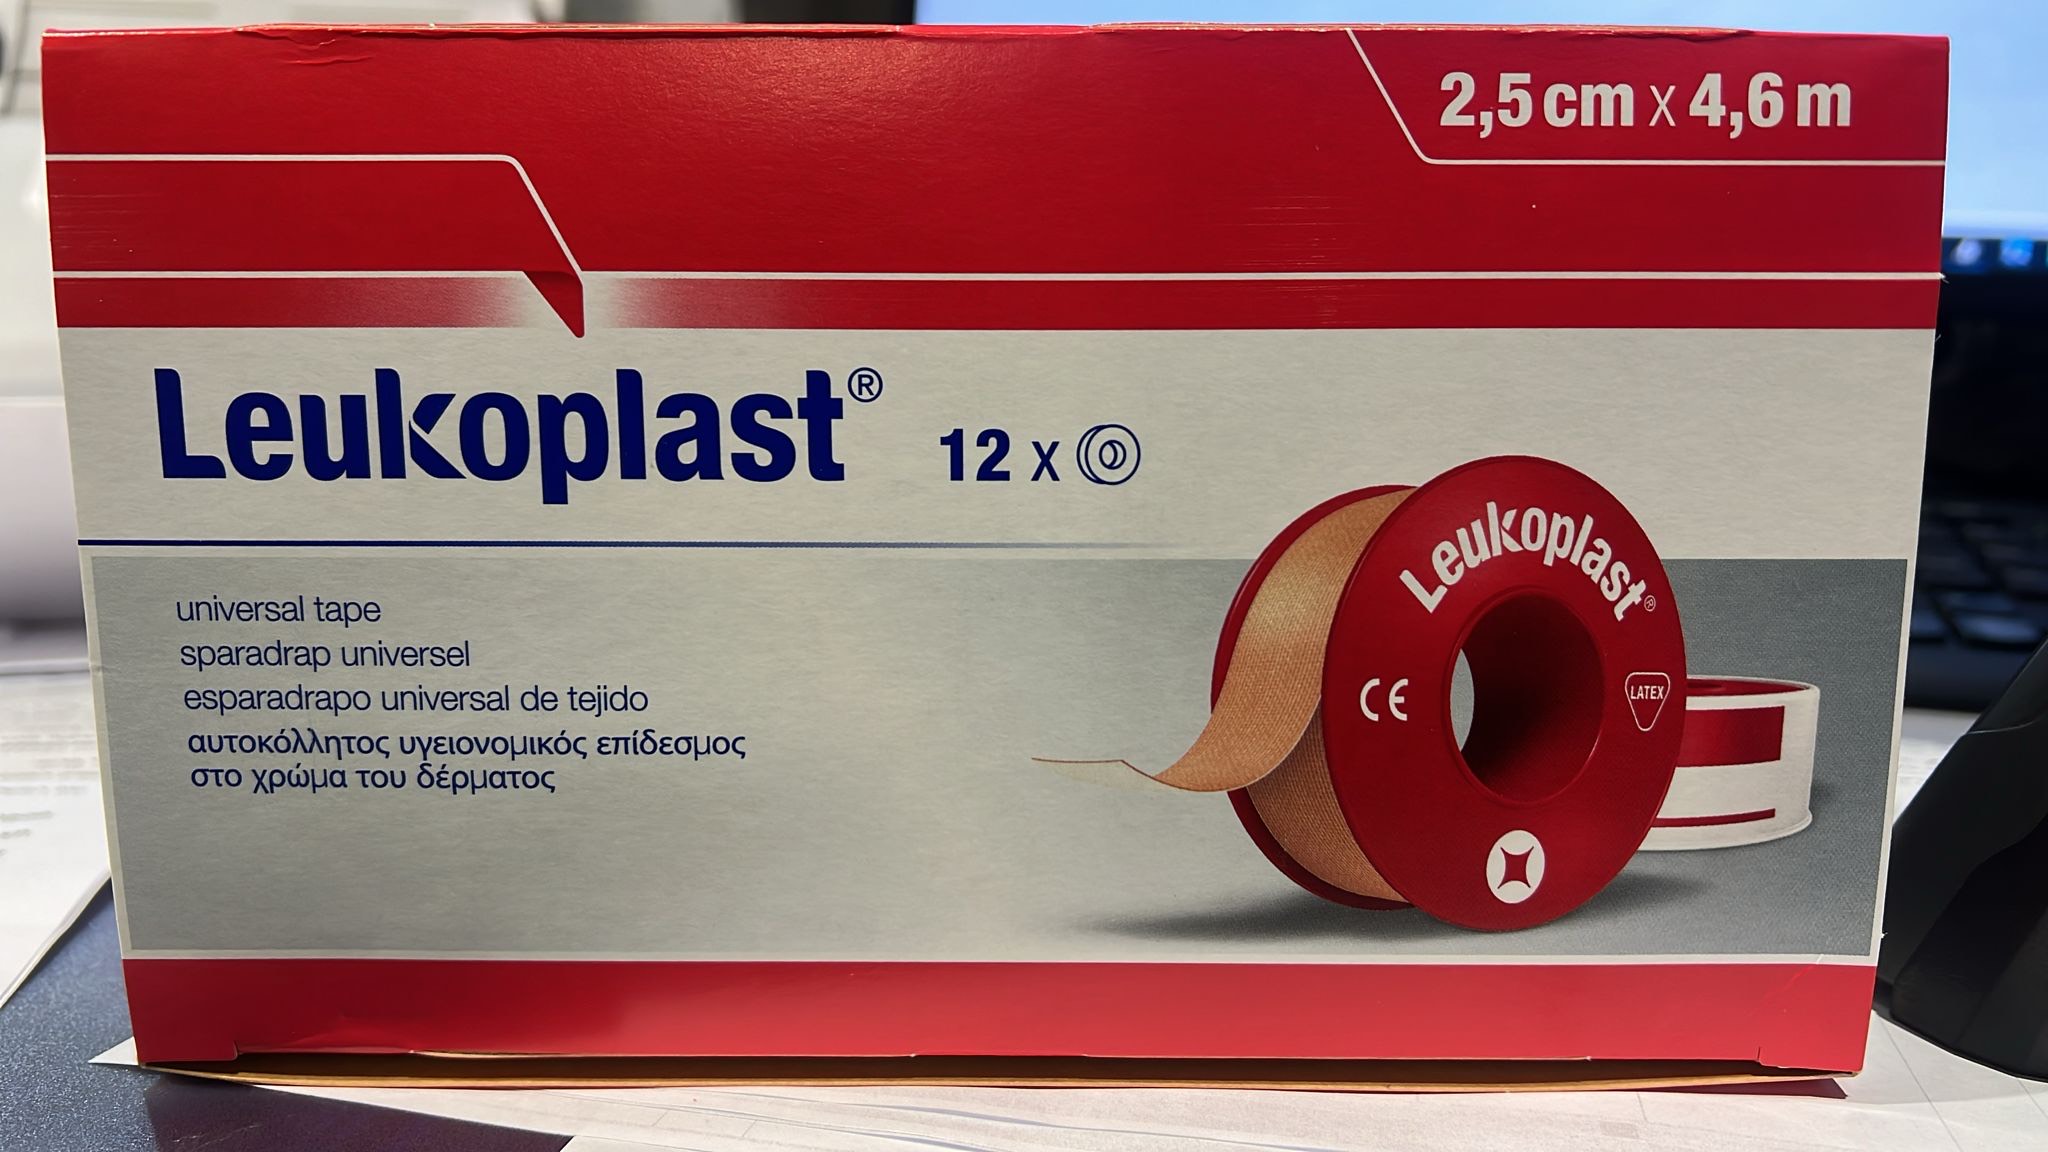 2,5 cm x 4,6 m
Leukoplast®
12 x
universal tape
sparadrap universel
esparadrapo universal de tejido
αυτοκόλλητος υγειονομικός επίδεσμος
στο χρώμα του δέρματος
Leukoplast®
CE
LATEX